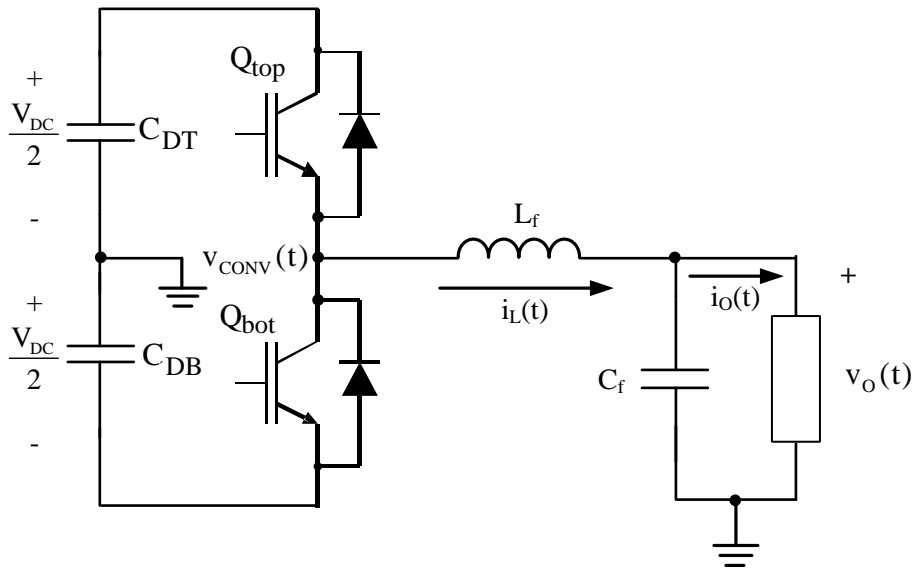 Q_top
+
V_DC
2
-
C_DT
L_f
v_CONV(t)
i_L(t)
i_O(t)
+
Q_bot
+
V_DC
2
-
C_DB
C_f
v_O(t)